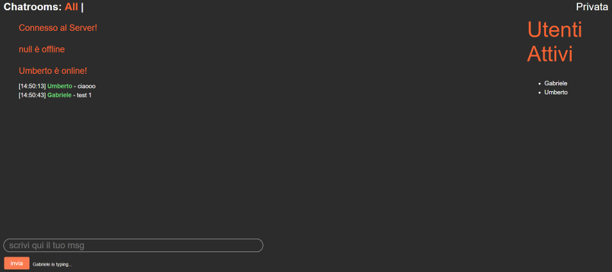 Chatrooms: All |
Privata
Connesso al Server!
null è offline
Umberto è online!
[14:50:13] Umberto - ciaooo
[14:50:43] Gabriele - test 1
Utenti
Attivi
Gabriele
Umberto
scrivi qui il tuo msg
Invia
Gabriele is typing...